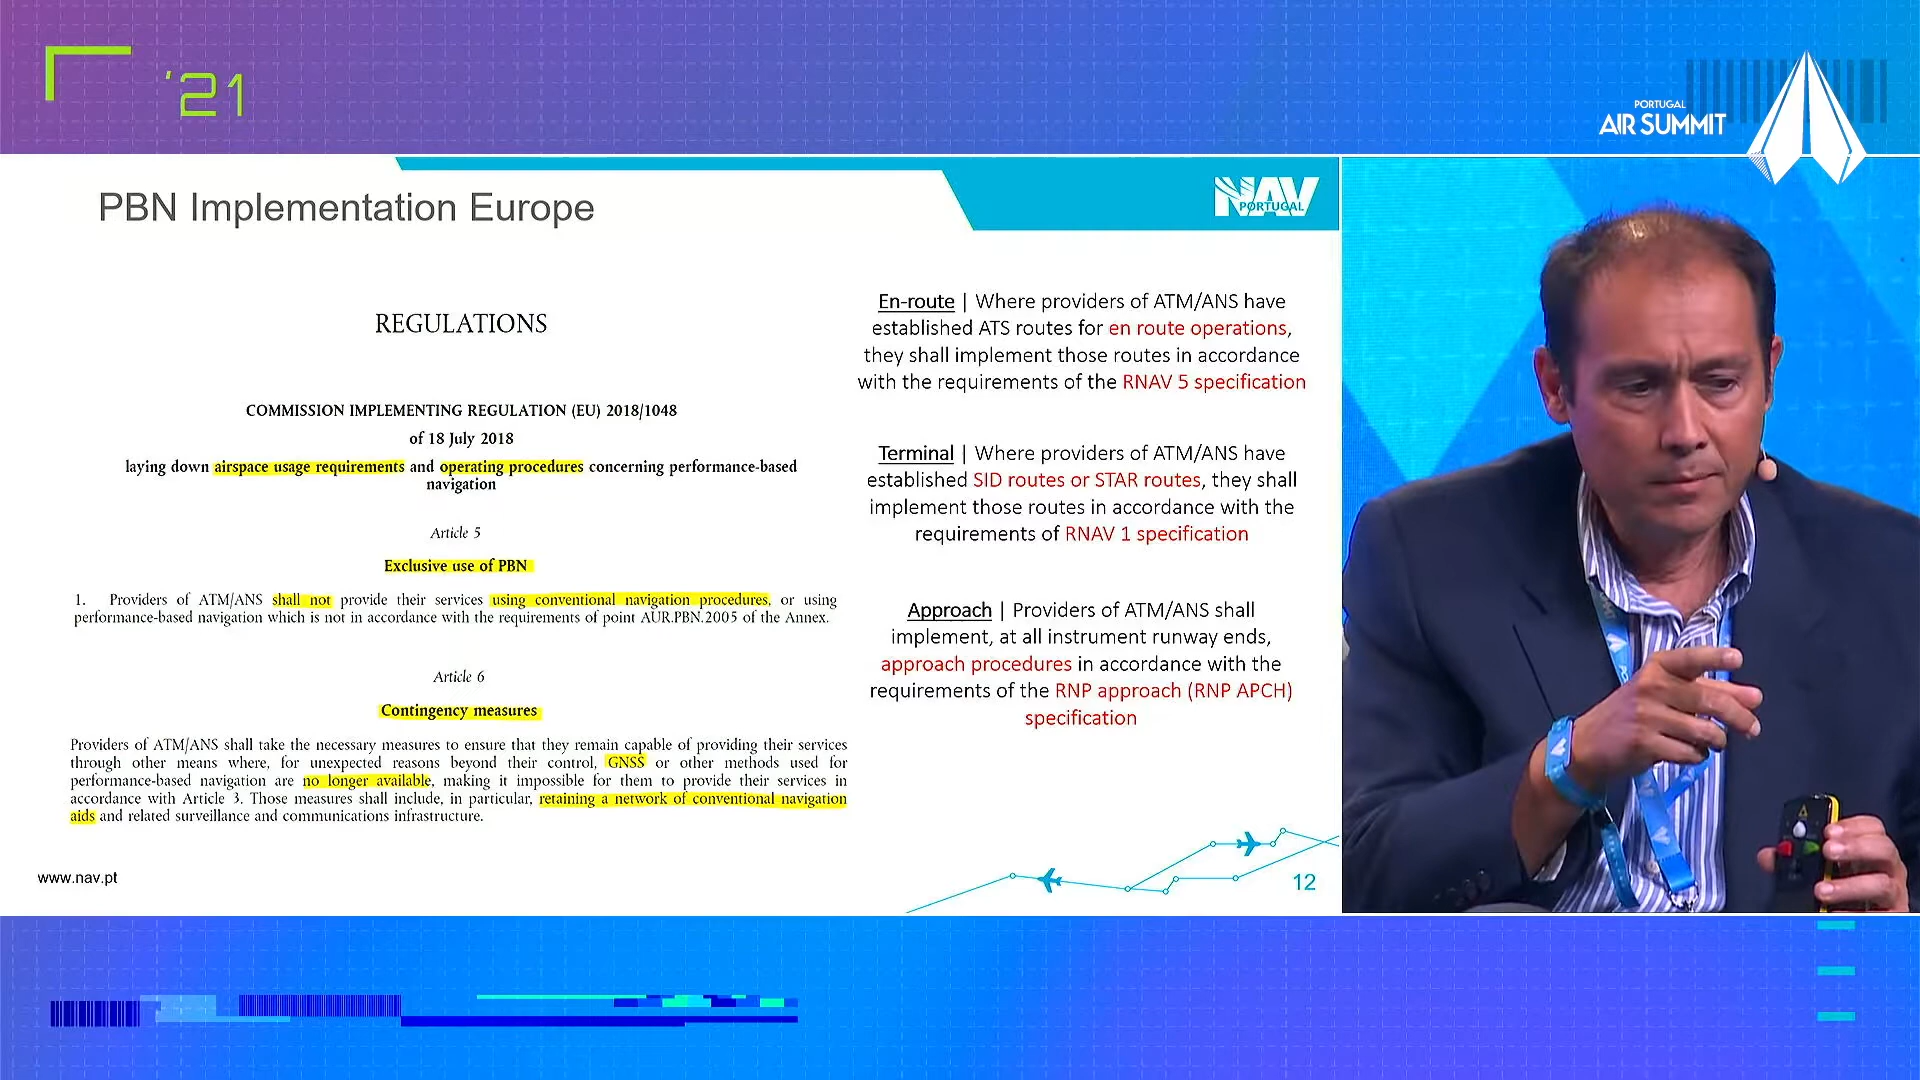 '21
PORTUGAL
AIR SUMMIT
PBN Implementation Europe
NAV
PORTUGAL
REGULATIONS
COMMISSION IMPLEMENTING REGULATION (EU) 2018/1048
of 18 July 2018
laying down airspace usage requirements and operating procedures concerning performance-based
navigation
Article 5
Exclusive use of PBN
1. Providers of ATM/ANS shall not provide their services using conventional navigation procedures, or using
performance-based navigation which is not in accordance with the requirements of point AUR.PBN.2005 of the Annex.
Article 6
Contingency measures
Providers of ATM/ANS shall take the necessary measures to ensure that they remain capable of providing their services
through other means where, for unexpected reasons beyond their control, GNSS or other methods used for
performance-based navigation are no longer available, making it impossible for them to provide their services in
accordance with Article 3. Those measures shall include, in particular, retaining a network of conventional navigation
aids and related surveillance and communications infrastructure.
En-route | Where providers of ATM/ANS have
established ATS routes for en route operations,
they shall implement those routes in accordance
with the requirements of the RNAV 5 specification
Terminal | Where providers of ATM/ANS have
established SID routes or STAR routes, they shall
implement those routes in accordance with the
requirements of RNAV 1 specification
Approach | Providers of ATM/ANS shall
implement, at all instrument runway ends,
approach procedures in accordance with the
requirements of the RNP approach (RNP APCH)
specification
www.nav.pt
12